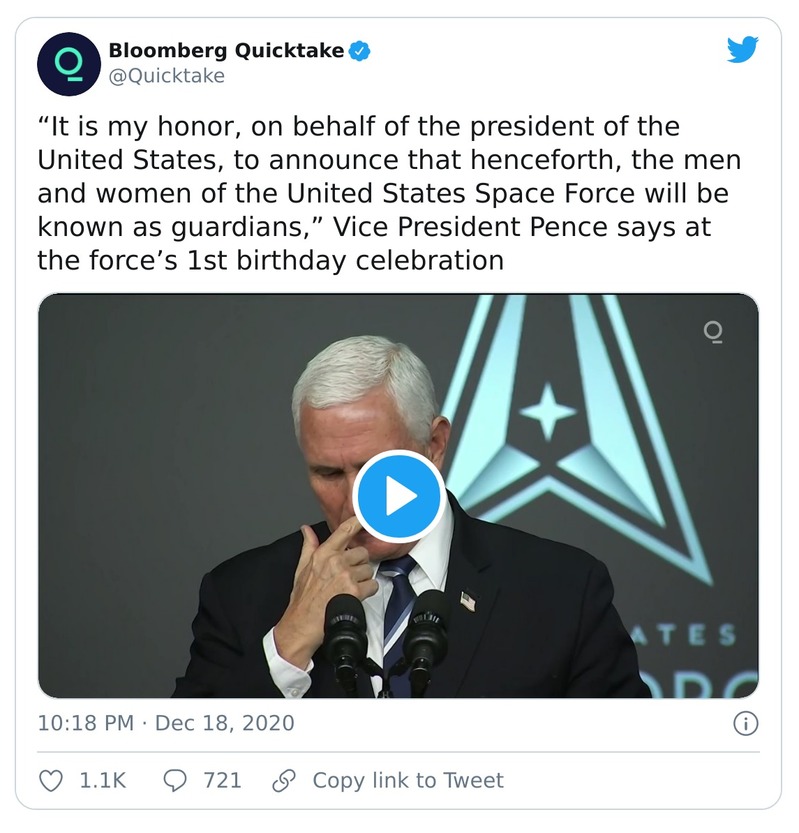 Bloomberg Quicktake
@Quicktake
“It is my honor, on behalf of the president of the
United States, to announce that henceforth, the men
and women of the United States Space Force will be
known as guardians,” Vice President Pence says at
the force’s 1st birthday celebration
ATES
ORC
10:18 PM · Dec 18, 2020
1.1K 721 Copy link to Tweet